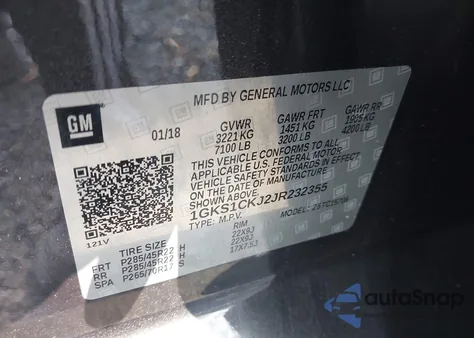 MFD BY GENERAL MOTORS LLC
GM
01/18
GVWR
3221 KG
7100 LB
GAWR FRT
1451 KG
3200 LB
GAWR RR
KG
4200 LB
THIS VEHICLE CONFORMS TO ALL APPLICABLE
U.S. FEDERAL MOTOR VEHICLE SAFETY
STANDARDS IN EFFECT ON THE
DATE OF MANUFACTURE SHOWN ABOVE.
1GKS1CKJ2JR232355
TYPE: M.P.V.
MODEL:
121V
TIRE SIZE
RIM
FRT P285/45R22 H 22X9J
RR P285/45R22 H 22X9J
SPA P265/70R17 S
autoSnap